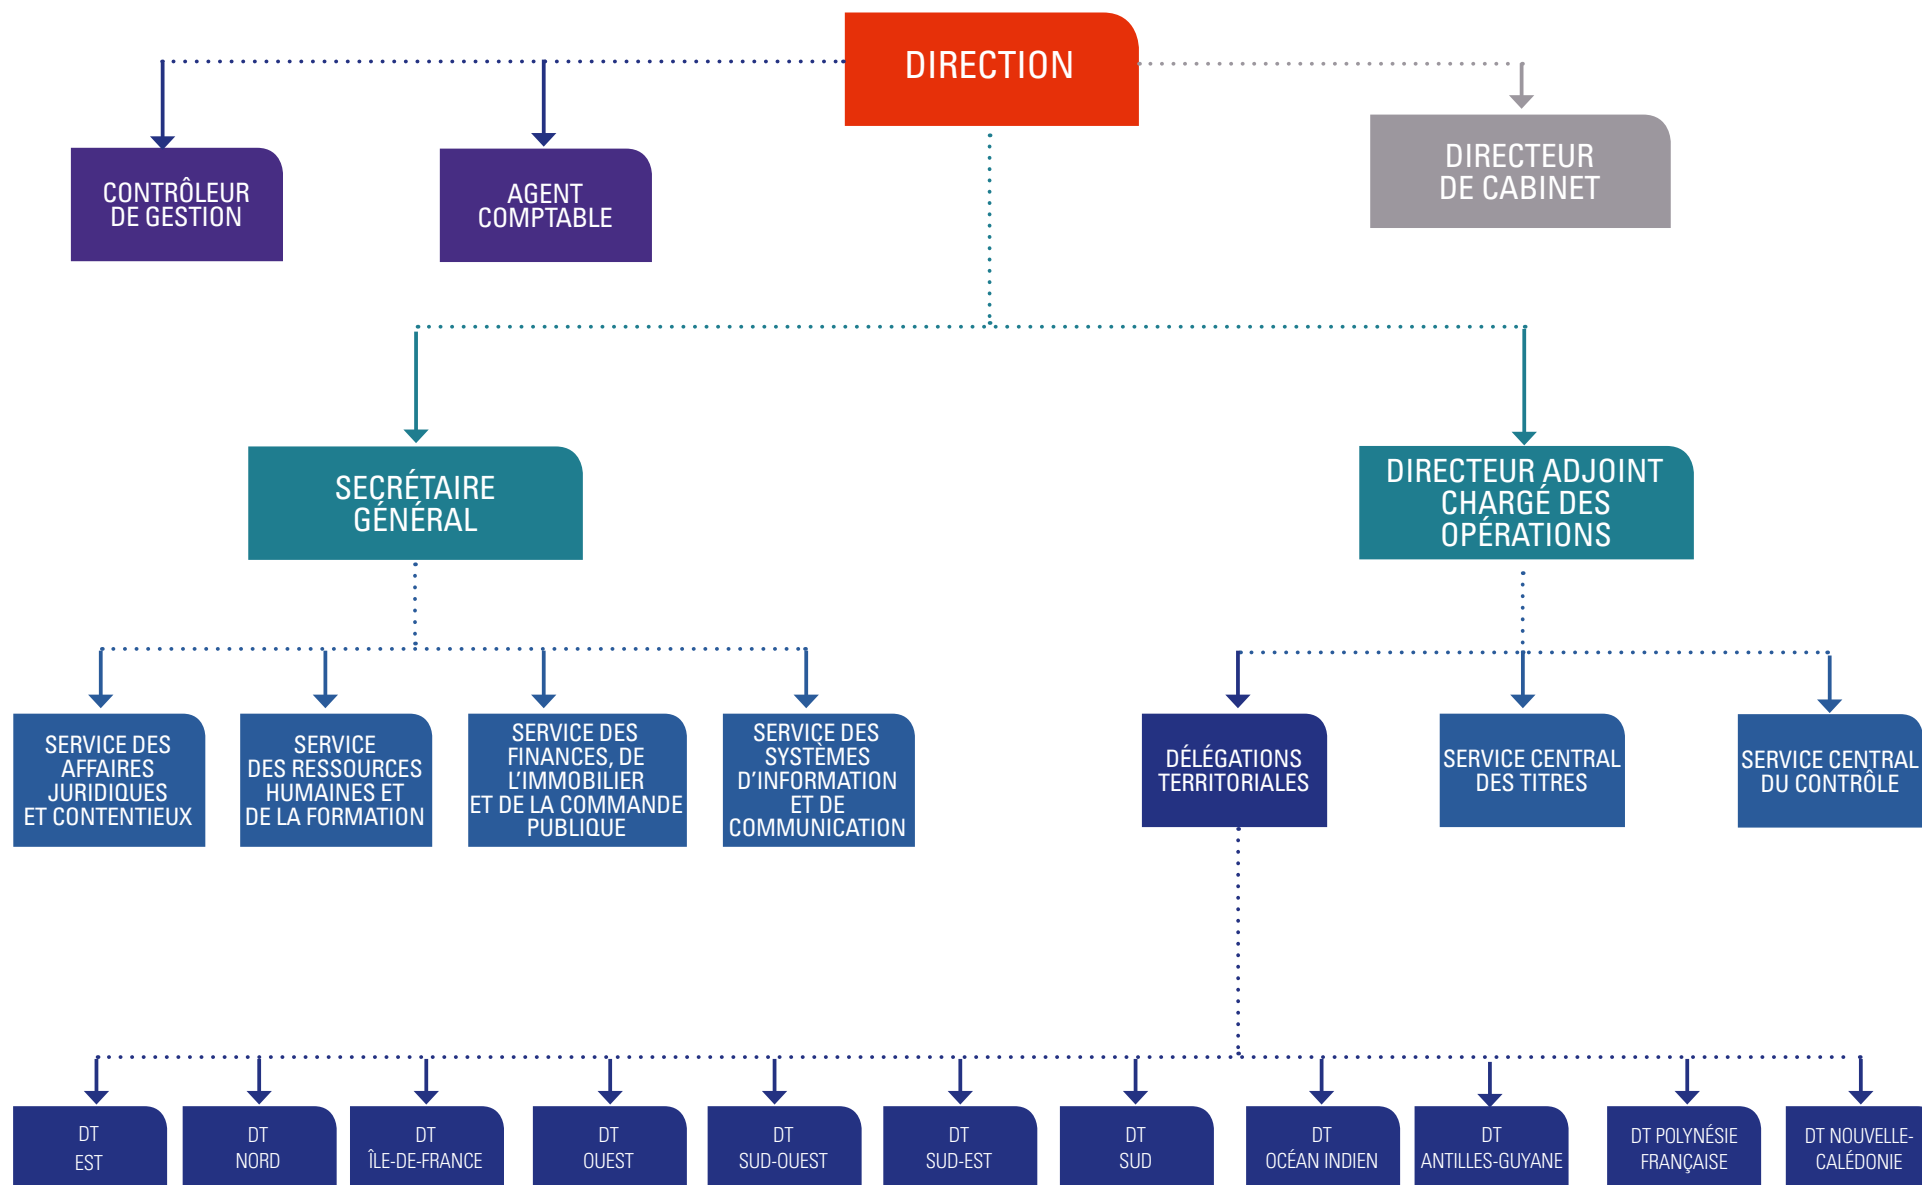 DIRECTION
DIRECTEUR
DE CABINET
CONTRÔLEUR
DE GESTION
AGENT
COMPTABLE
SECRÉTAIRE
GÉNÉRAL
DIRECTEUR ADJOINT
CHARGÉ DES
OPÉRATIONS
SERVICE DES
AFFAIRES
JURIDIQUES
ET CONTENTIEUX
SERVICE
DES RESSOURCES
HUMAINES ET
DE LA FORMATION
SERVICE DES
FINANCES, DE
L'IMMOBILIER
ET DE LA COMMANDE
PUBLIQUE
SERVICE DES
SYSTÈMES
D'INFORMATION
ET DE
COMMUNICATION
DÉLÉGATIONS
TERRITORIALES
SERVICE CENTRAL
DES TITRES
SERVICE CENTRAL
DU CONTRÔLE
DT
EST
DT
NORD
DT
ÎLE-DE-FRANCE
DT
OUEST
DT
SUD-OUEST
DT
SUD-EST
DT
SUD
DT
OCÉAN INDIEN
DT
ANTILLES-GUYANE
DT POLYNÉSIE
FRANÇAISE
DT NOUVELLE-
CALÉDONIE